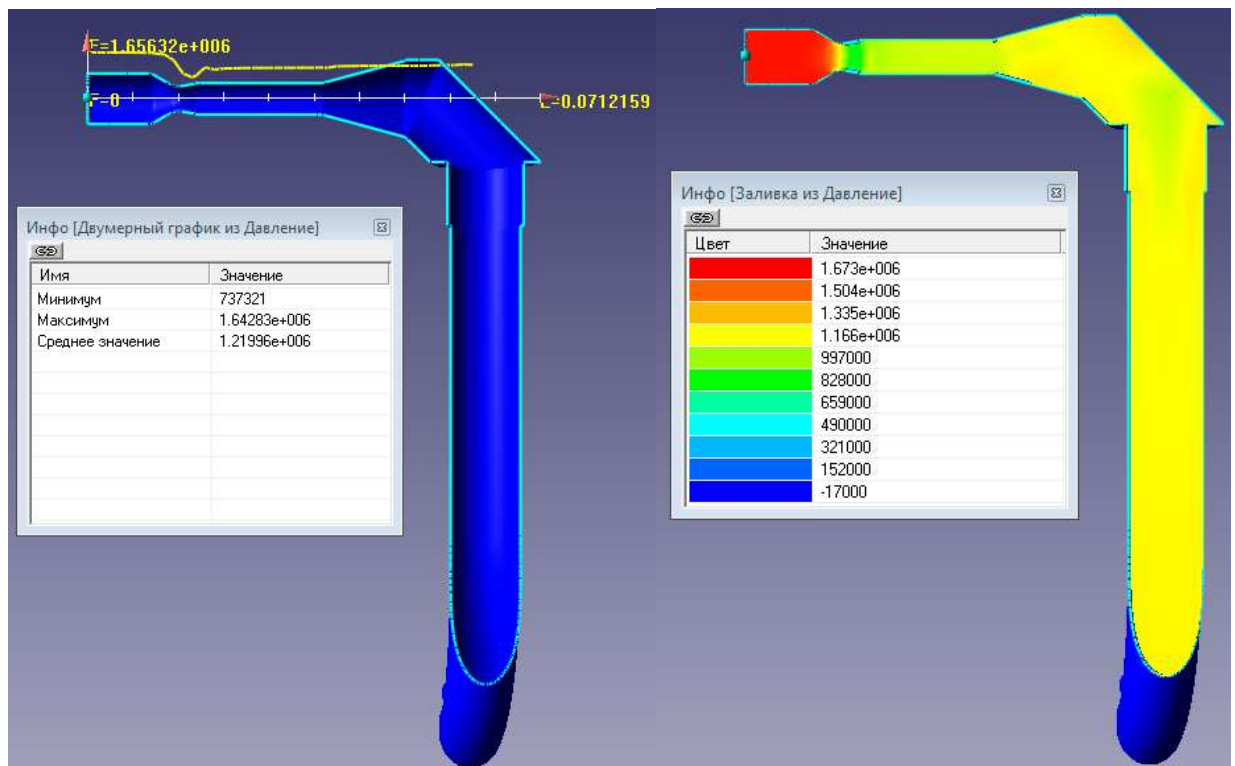 F=1.65632e+006
F=0
L=0.0712159
Инфо [Двумерный график из Давление]
Имя Значение
Минимум 737321
Максимум 1.64283e+006
Среднее значение 1.21996e+006
Инфо [Заливка из Давление]
Цвет Значение
1.673e+006
1.504e+006
1.335e+006
1.166e+006
997000
828000
659000
490000
321000
152000
-17000